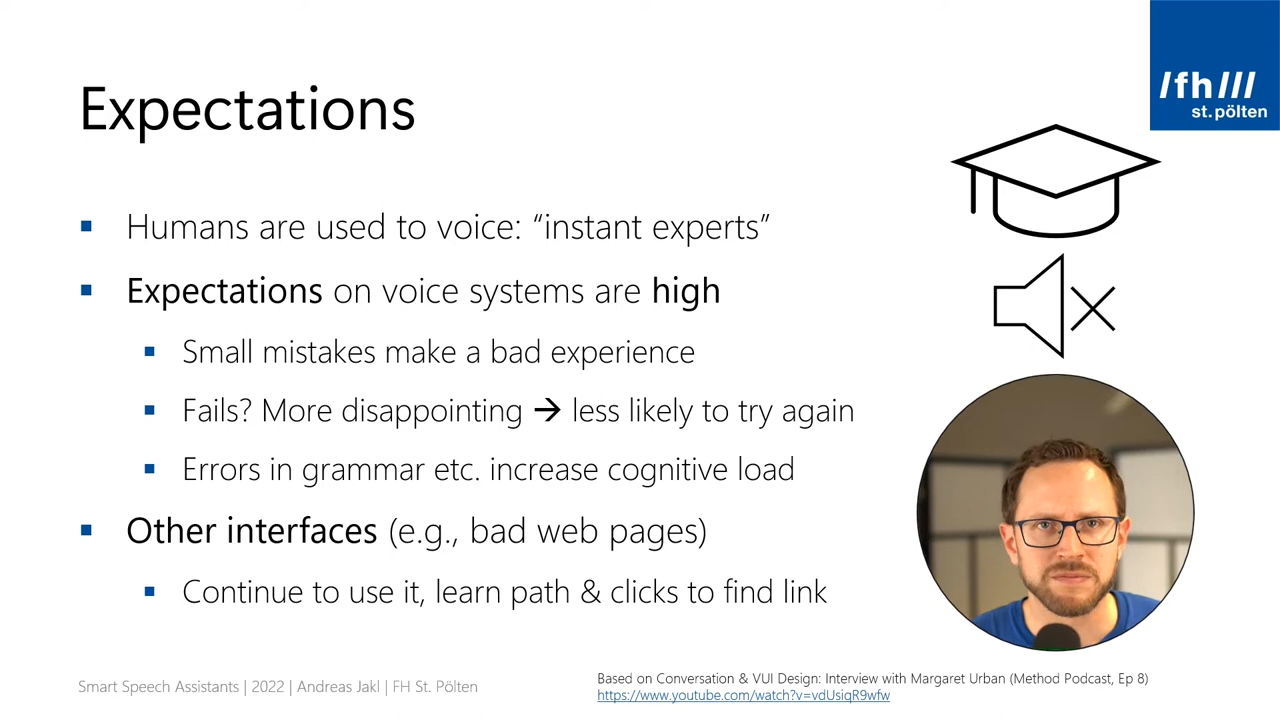 /fh///
st.pölten
Expectations
Humans are used to voice: “instant experts”
Expectations on voice systems are high
Small mistakes make a bad experience
Fails? More disappointing → less likely to try again
Errors in grammar etc. increase cognitive load
Other interfaces (e.g., bad web pages)
Continue to use it, learn path & clicks to find link
Smart Speech Assistants | 2022 | Andreas Jakl | FH St. Pölten
Based on Conversation & VUI Design: Interview with Margaret Urban (Method Podcast, Ep 8)
https://www.youtube.com/watch?v=vdUsiqR9wfw